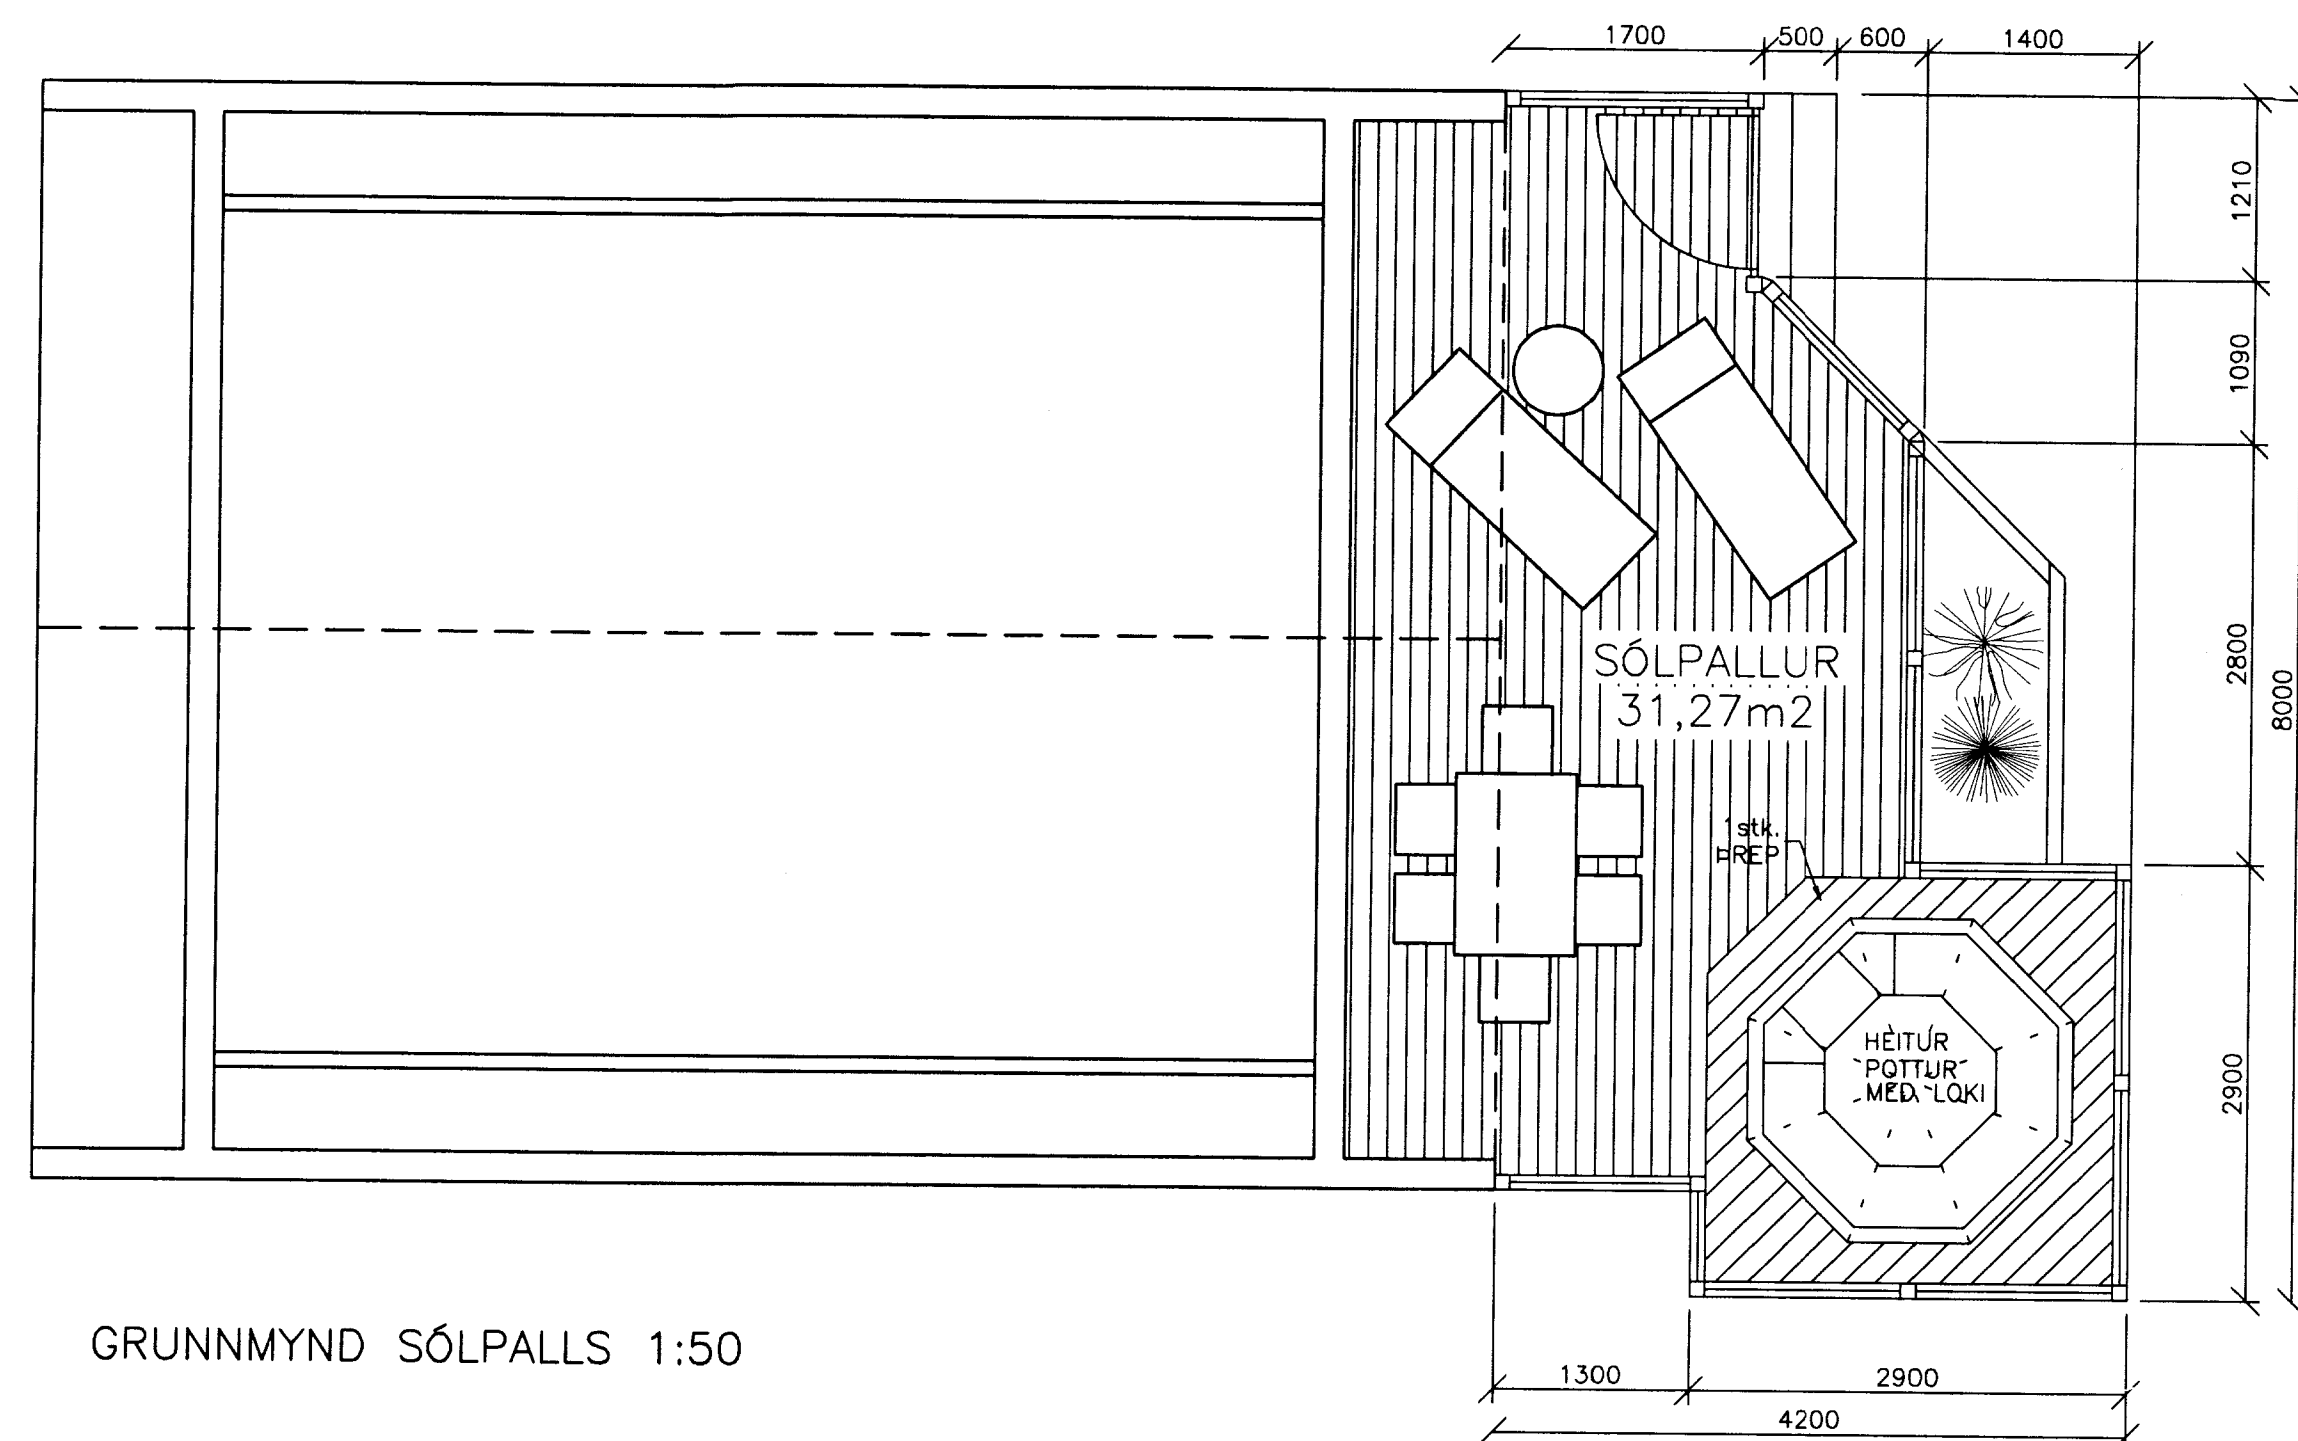 1700 500 600 1400
1210
1090
2800
8000
2900
SÓLPALLUR
31,27m2
1stk.
ÞREP
HEITUR
POTTUR
MEÐ LOKI
GRUNNMYND SÓLPALLS 1:50
1300 2900
4200